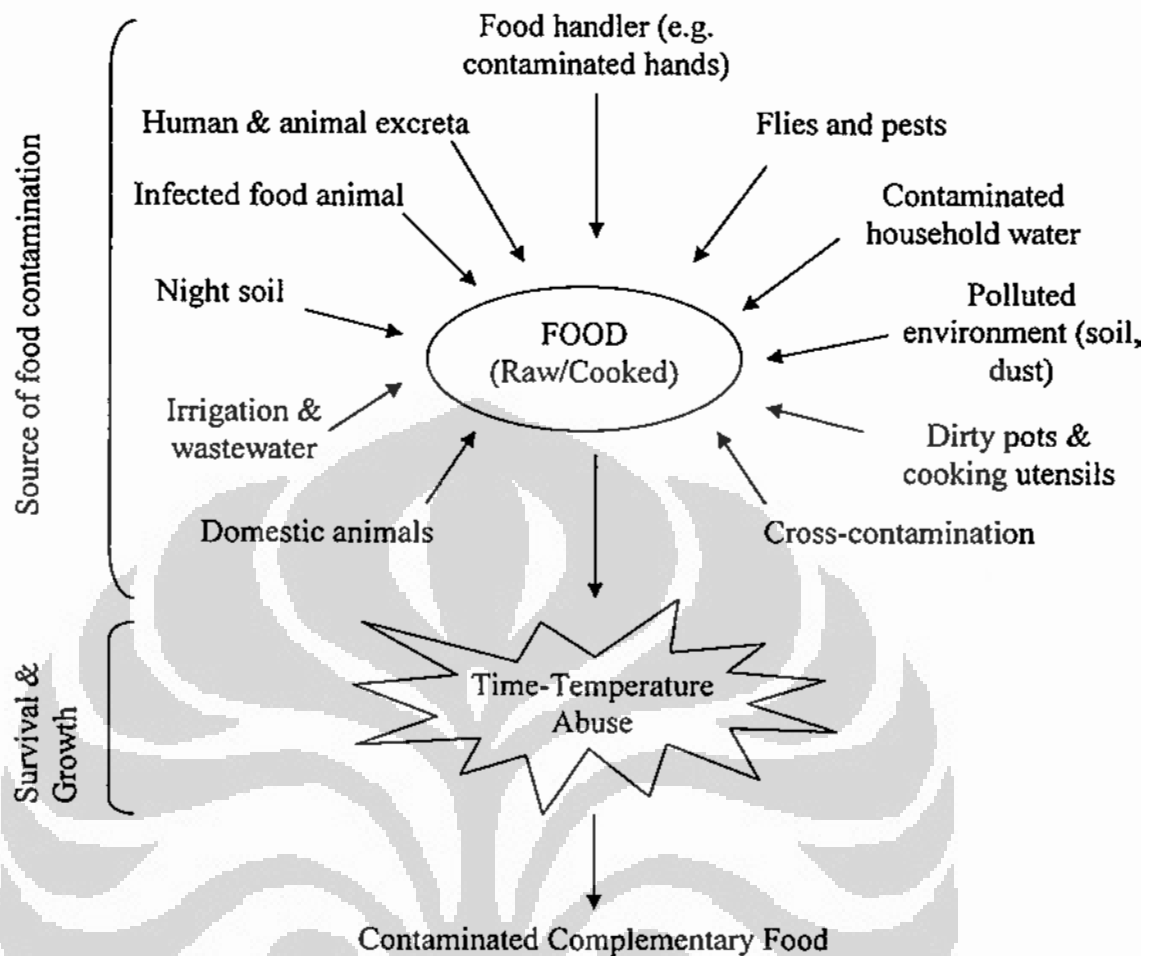 Food handler (e.g.
contaminated hands)
Human & animal excreta
Flies and pests
Infected food animal
Contaminated
household water
Night soil
Polluted
environment (soil,
dust)
FOOD
(Raw/Cooked)
Irrigation &
wastewater
Dirty pots &
cooking utensils
Domestic animals
Cross-contamination
Source of food contamination
Time-Temperature
Abuse
Survival &
Growth
Contaminated Complementary Food